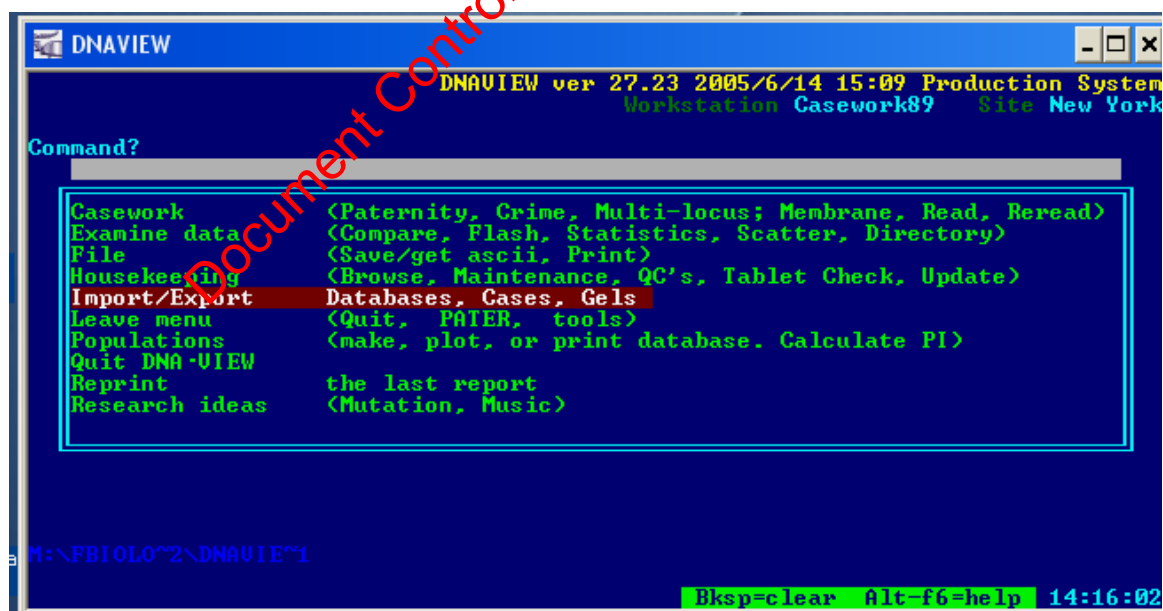 DNAVIEW
DNAVIEW ver 27.23 2005/6/14 15:09 Production System
Workstation Casework89 Site New York
Command?
Casework (Paternity, Crime, Multi-locus; Membrane, Read, Reread)
Examine data (Compare, Flash, Statistics, Scatter, Directory)
File (Save/get ascii, Print)
Housekeeping (Browse, Maintenance, QC's, Tablet Check, Update)
Import/Export Databases, Cases, Gels
Leave menu (Quit, PATER, tools)
Populations (make, plot, or print database. Calculate PI)
Quit DNA·VIEW
Reprint the last report
Research ideas (Mutation, Music)
M:\FBIOLO~2\DNAVIE~1
Bksp=clear Alt-f6=help 14:16:02
Document Control